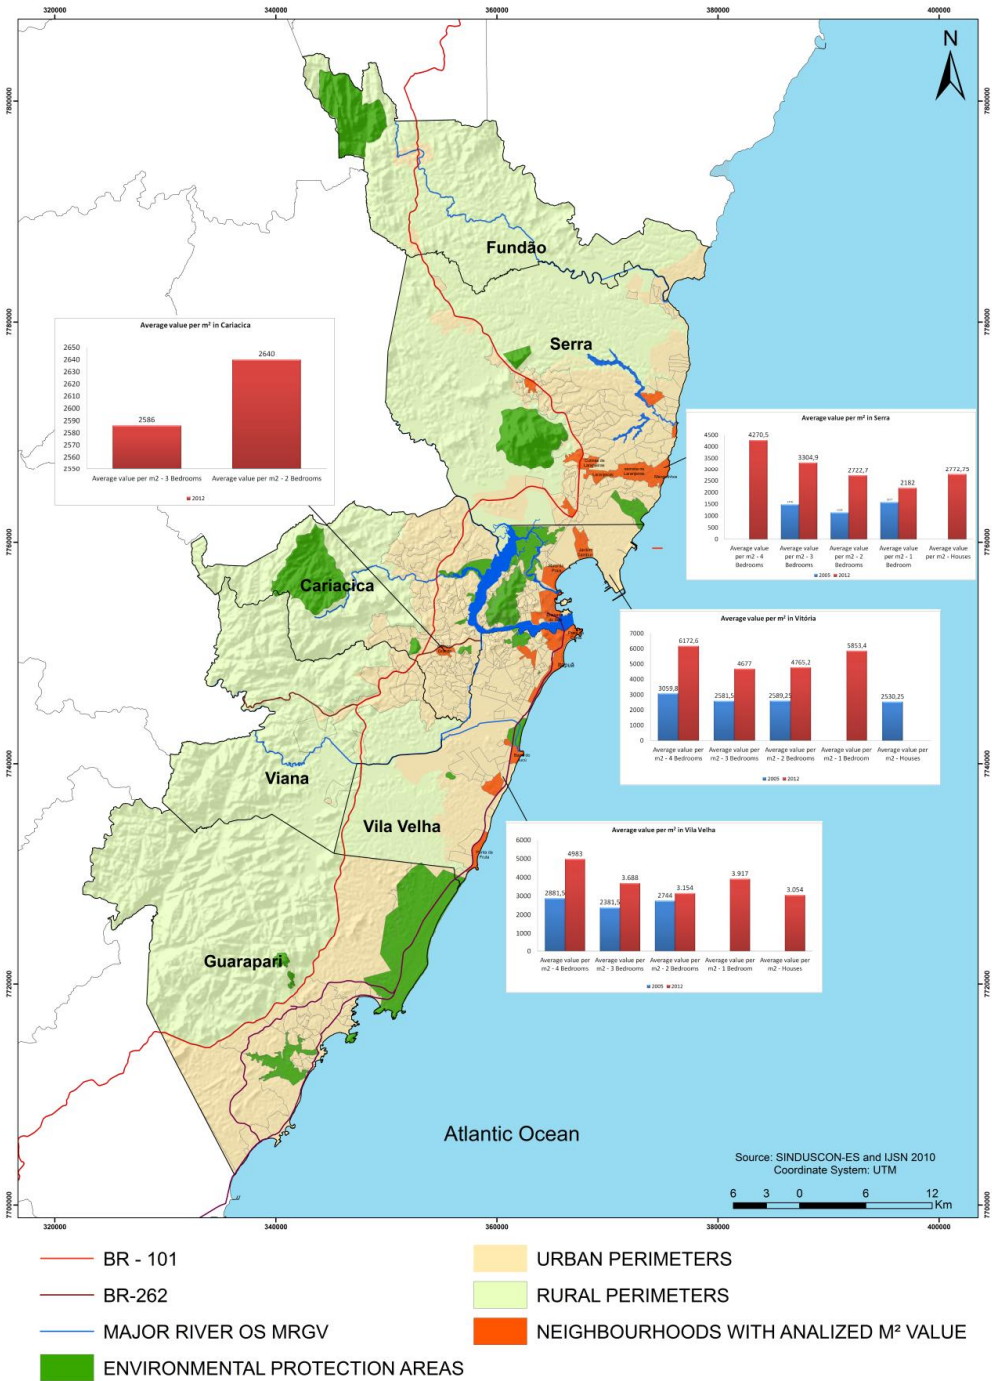 320000
340000
360000
380000
400000
N
7800000
7800000
Fundão
7780000
7780000
Serra
Average value per m² in Cariacica
2650
2640
2630
2620
2610
2600
2590
2580
2570
2560
2550
2586
2640
Average value per m2 - 3 Bedrooms
Average value per m2 - 2 Bedrooms
2012
Average value per m² in Serra
4500
4000
3500
3000
2500
2000
1500
1000
500
0
4270,5
3304,9
2722,7
2182
2772,75
Average value per m2 - 4 Bedrooms
Average value per m2 - 3 Bedrooms
Average value per m2 - 2 Bedrooms
Average value per m2 - 1 Bedroom
Average value per m2 - Houses
2005
2012
7760000
7760000
Cariacica
Average value per m² in Vitória
7000
6000
5000
4000
3000
2000
1000
0
3059,8
6172,6
2581,5
4677
2589,25
4765,2
5853,4
2530,25
Average value per m2 - 4 Bedrooms
Average value per m2 - 3 Bedrooms
Average value per m2 - 2 Bedrooms
Average value per m2 - 1 Bedroom
Average value per m2 - Houses
2005
2012
7740000
7740000
Viana
Vila Velha
Average value per m² in Vila Velha
6000
5000
4000
3000
2000
1000
0
2881,5
4983
2381,5
3.688
2744
3.154
3.917
3.054
Average value per m2 - 4 Bedrooms
Average value per m2 - 3 Bedrooms
Average value per m2 - 2 Bedrooms
Average value per m2 - 1 Bedroom
Average value per m2 - Houses
2005
2012
Guarapari
7720000
7720000
Atlantic Ocean
Source: SINDUSCON-ES and IJSN 2010
Coordinate System: UTM
6 3 0 6 12
Km
7700000
7700000
320000
340000
360000
380000
400000
BR - 101
BR-262
MAJOR RIVER OS MRGV
ENVIRONMENTAL PROTECTION AREAS
URBAN PERIMETERS
RURAL PERIMETERS
NEIGHBOURHOODS WITH ANALIZED M² VALUE